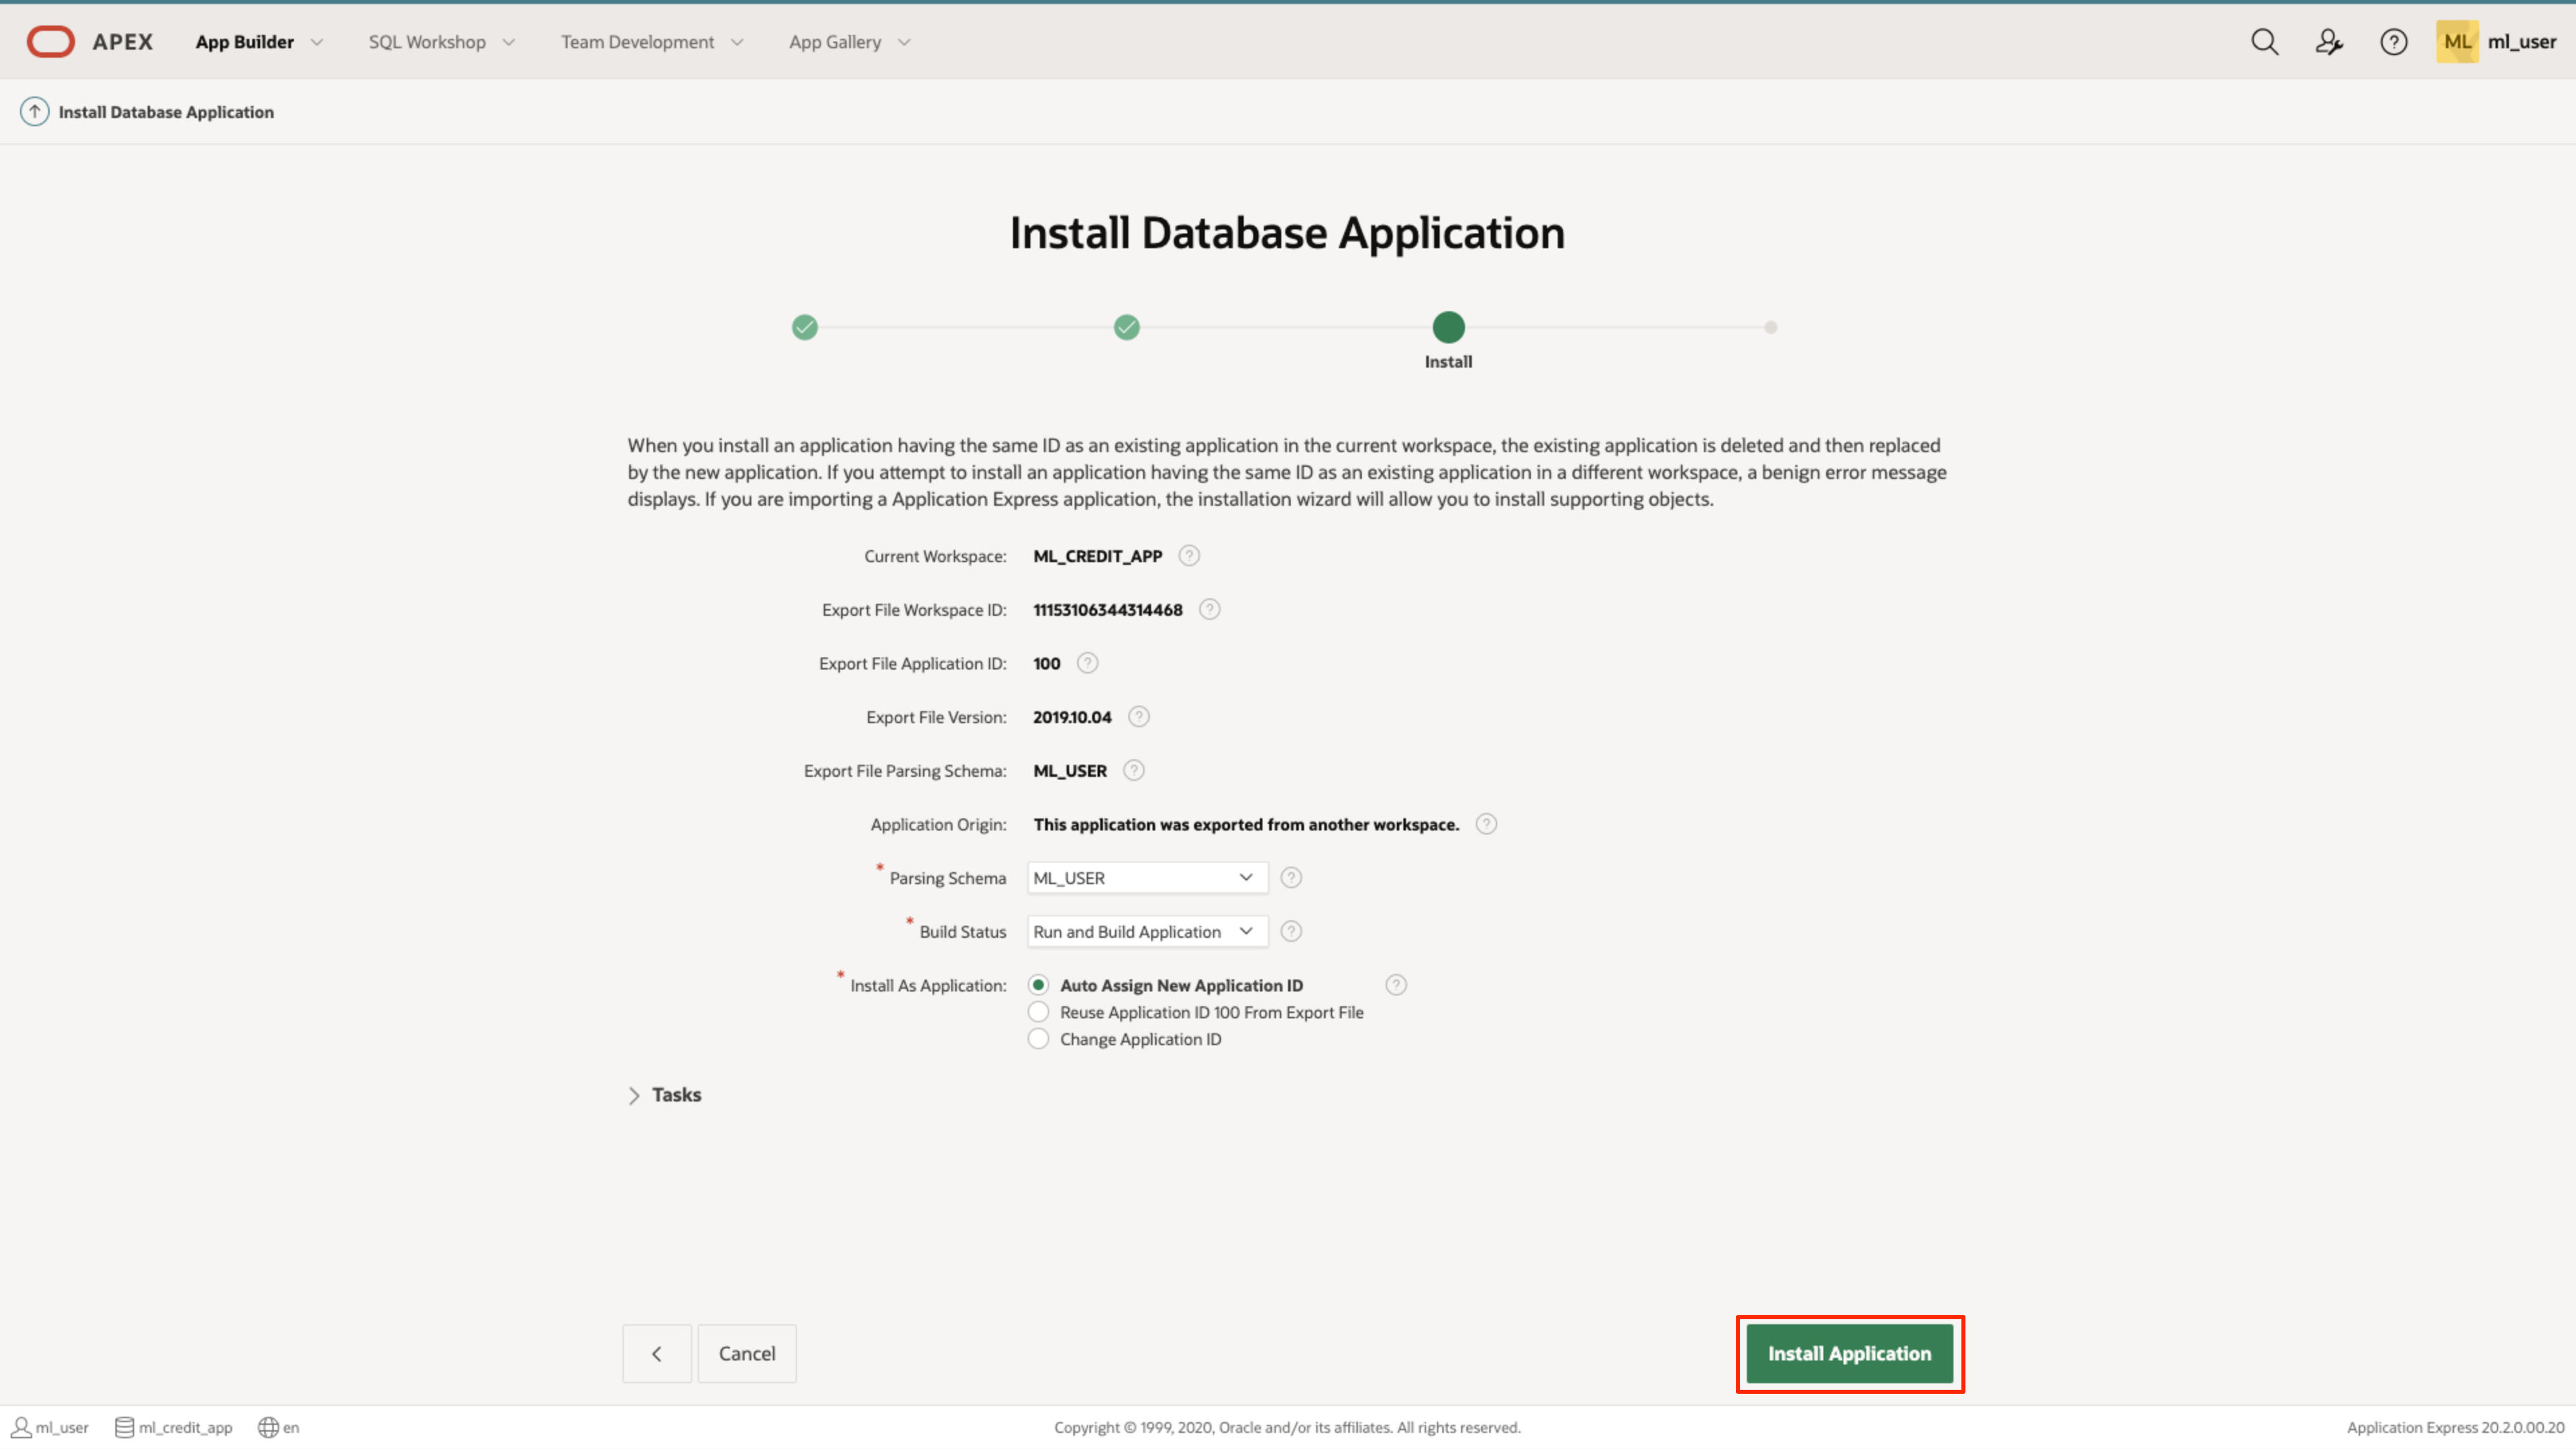 APEX App Builder SQL Workshop Team Development App Gallery ML ml_user
Install Database Application
Install Database Application
Install
When you install an application having the same ID as an existing application in the current workspace, the existing application is deleted and then replaced
by the new application. If you attempt to install an application having the same ID as an existing application in a different workspace, a benign error message
displays. If you are importing a Application Express application, the installation wizard will allow you to install supporting objects.
Current Workspace: ML_CREDIT_APP ?
Export File Workspace ID: 11153106344314468 ?
Export File Application ID: 100 ?
Export File Version: 2019.10.04 ?
Export File Parsing Schema: ML_USER ?
Application Origin: This application was exported from another workspace. ?
* Parsing Schema ML_USER ?
* Build Status Run and Build Application ?
* Install As Application: Auto Assign New Application ID ?
Reuse Application ID 100 From Export File
Change Application ID
Tasks
Cancel Install Application
ml_user ml_credit_app en Copyright © 1999, 2020, Oracle and/or its affiliates. All rights reserved. Application Express 20.2.0.00.20